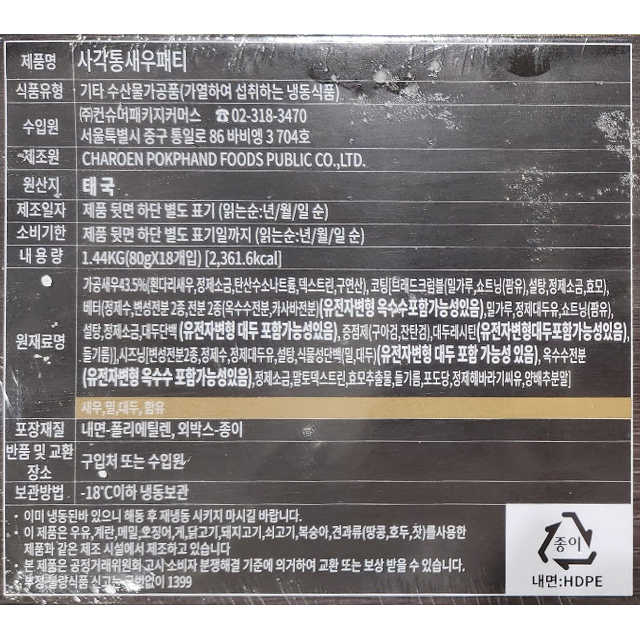 제품명 사각통새우패티
식품유형 기타 수산물가공품(가열하여 섭취하는 냉동식품)
수입원 ㈜컨슈머패키지커머스 ☎ 02-318-3470
서울특별시 중구 통일로 86 바비엥 3 704호
제조원 CHAROEN POKPHAND FOODS PUBLIC CO.,LTD.
원산지 태국
제조일자 제품 뒷면 하단 별도 표기 (읽는순:년/월/일 순)
소비기한 제품 뒷면 하단 별도 표기일까지 (읽는순:년/월/일 순)
내 용 량 1.44KG(80gX18개입) [2,361.6kcal]
원재료명 가공새우43.5%(흰다리새우,정제소금,탄산수소나트륨,덱스트린,구연산), 코팅[브레드크럼블(밀가루,쇼트닝(팜유),설탕,정제소금,효모),
베터(정제수,변성전분 2종,전분 2종(옥수수전분,카사바전분)(유전자변형 옥수수포함가능성있음),밀가루,정제대두유,쇼트닝(팜유),
설탕,정제소금,대두단백(유전자변형 대두 포함가능성있음), 증점제(구아검,잔탄검),대두레시틴(유전자변형대두포함가능성있음),
들기름)],시즈닝[변성전분2종,정제수,정제대두유,설탕,식물성단백(밀,대두)(유전자변형 대두 포함 가능성 있음), 옥수수전분
(유전자변형 옥수수 포함가능성있음),정제소금,말토덱스트린,효모추출물,들기름,포도당,정제해바라기씨유,양배추분말]
새우,밀,대두, 함유
포장재질 내면-폴리에틸렌, 외박스-종이
반품 및 교환 장소 구입처 또는 수입원
보관방법 -18℃이하 냉동보관
• 이미 냉동된바 있으니 해동 후 재냉동 시키지 마시길 바랍니다.
• 이 제품은 우유,계란,메밀,오징어,게,닭고기,돼지고기,쇠고기,복숭아,견과류(땅콩,호두,잣)를사용한
제품과 같은 제조 시설에서 제조하고 있습니다
• 본 제품은 공정거래위원회 고시 소비자 분쟁해결 기준에 의거하여 교환 또는 보상 받을 수 있습니다.
• 부정·불량식품 신고는 국번없이 1399
종이
내면:HDPE